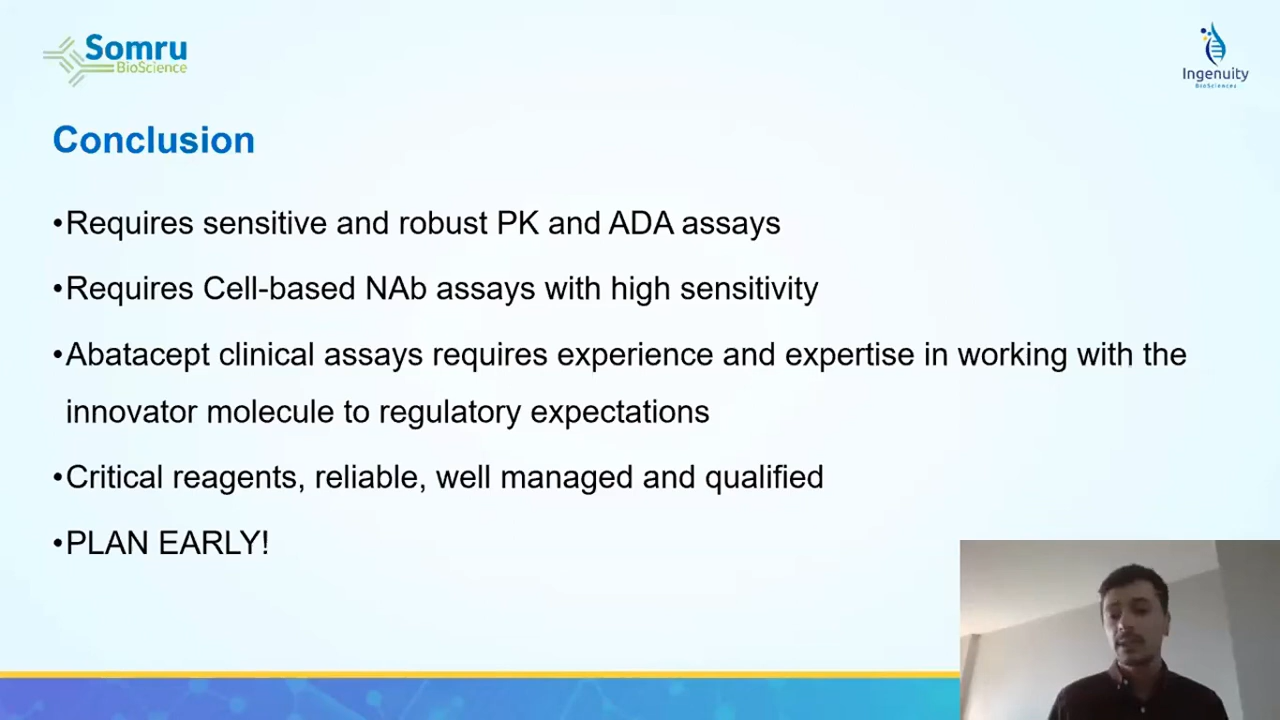 Somru
BioScience
Ingenuity
BioSciences
Conclusion
•Requires sensitive and robust PK and ADA assays
•Requires Cell-based NAb assays with high sensitivity
•Abatacept clinical assays requires experience and expertise in working with the
innovator molecule to regulatory expectations
•Critical reagents, reliable, well managed and qualified
•PLAN EARLY!